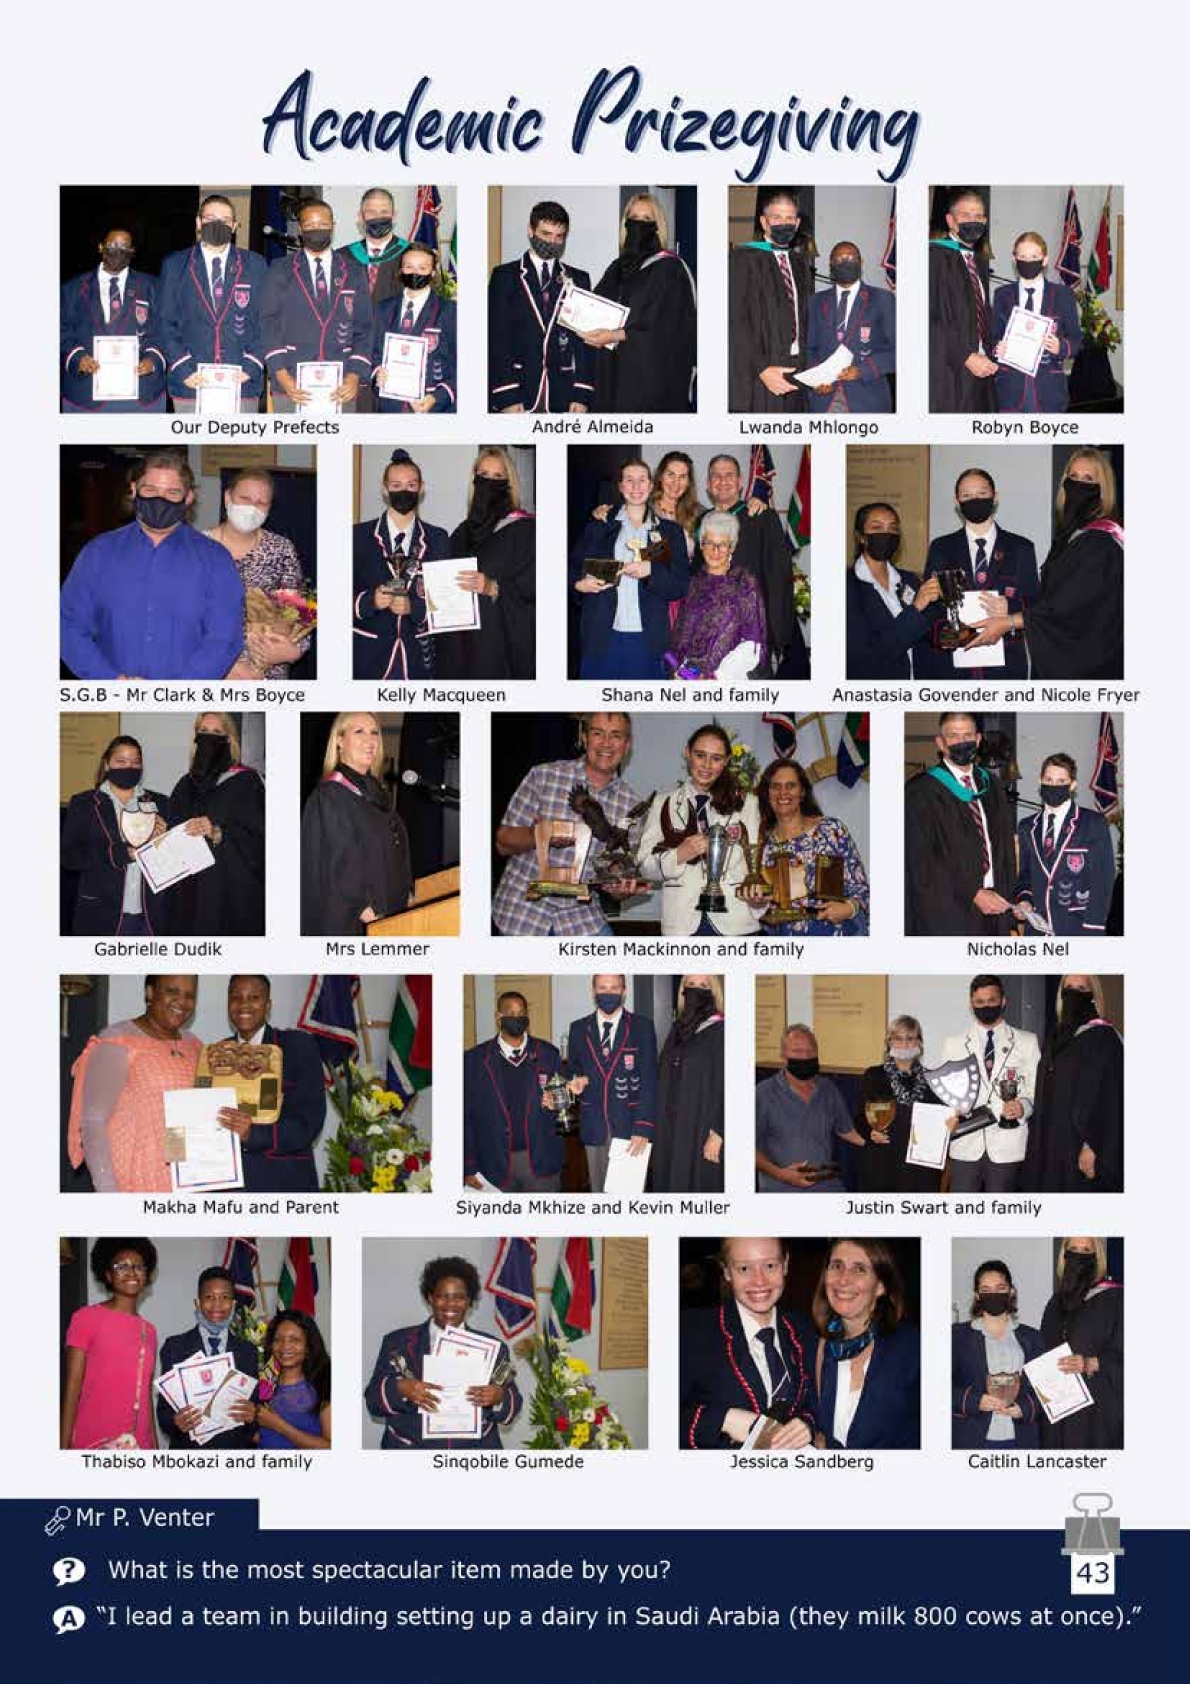 Academic Prizegiving
Our Deputy Prefects
André Almeida
Lwanda Mhlongo
Robyn Boyce
S.G.B - Mr Clark & Mrs Boyce
Kelly Macqueen
Shana Nel and family
Anastasia Govender and Nicole Fryer
Gabrielle Dudik
Mrs Lemmer
Kirsten Mackinnon and family
Nicholas Nel
Makha Mafu and Parent
Siyanda Mkhize and Kevin Muller
Justin Swart and family
Thabiso Mbokazi and family
Sinqobile Gumede
Jessica Sandberg
Caitlin Lancaster
Mr P. Venter
? What is the most spectacular item made by you?
43
A "I lead a team in building setting up a dairy in Saudi Arabia (they milk 800 cows at once)."